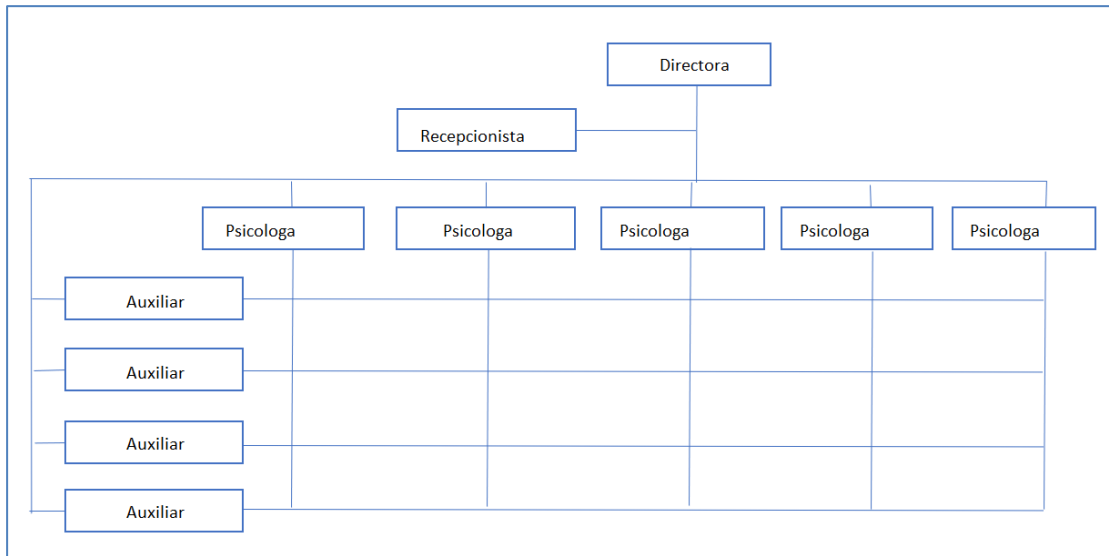 Directora
Recepcionista
Psicologa
Psicologa
Psicologa
Psicologa
Psicologa
Auxiliar
Auxiliar
Auxiliar
Auxiliar